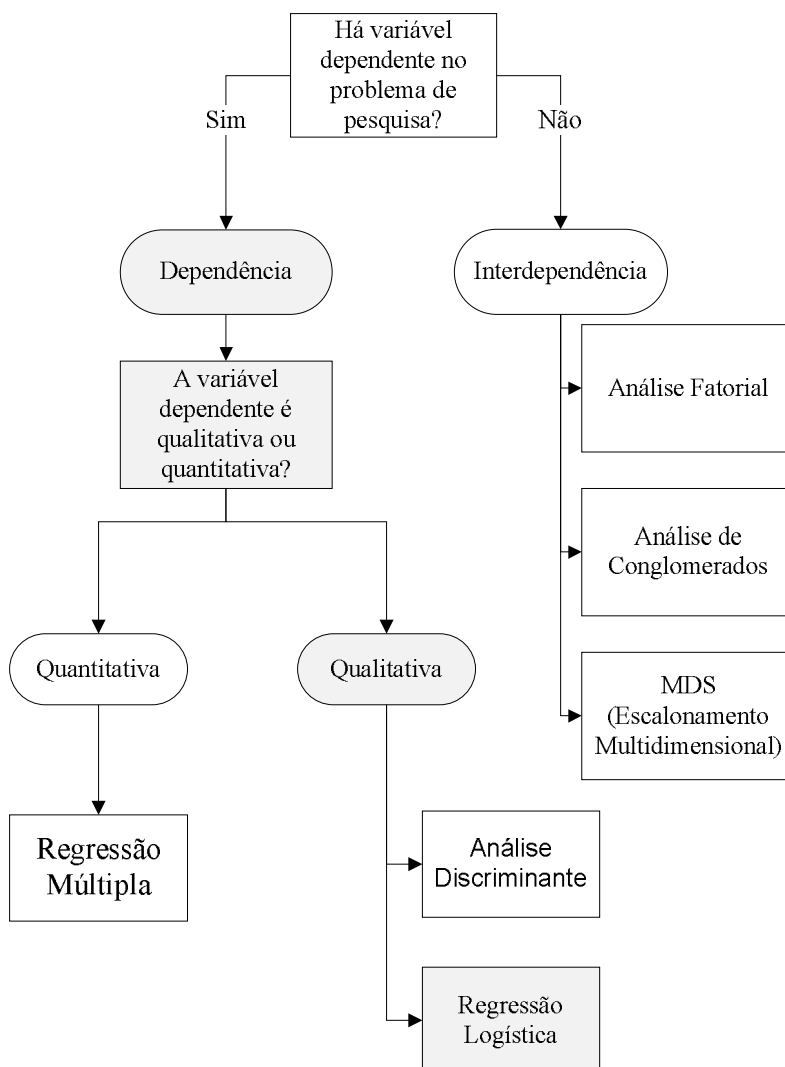 Há variável
dependente no
problema de
pesquisa?
Sim
Não
Dependência
Interdependência
A variável
dependente é
qualitativa ou
quantitativa?
Análise Fatorial
Análise de
Conglomerados
Quantitativa
Qualitativa
MDS
(Escalonamento
Multidimensional)
Regressão
Múltipla
Análise
Discriminante
Regressão
Logística